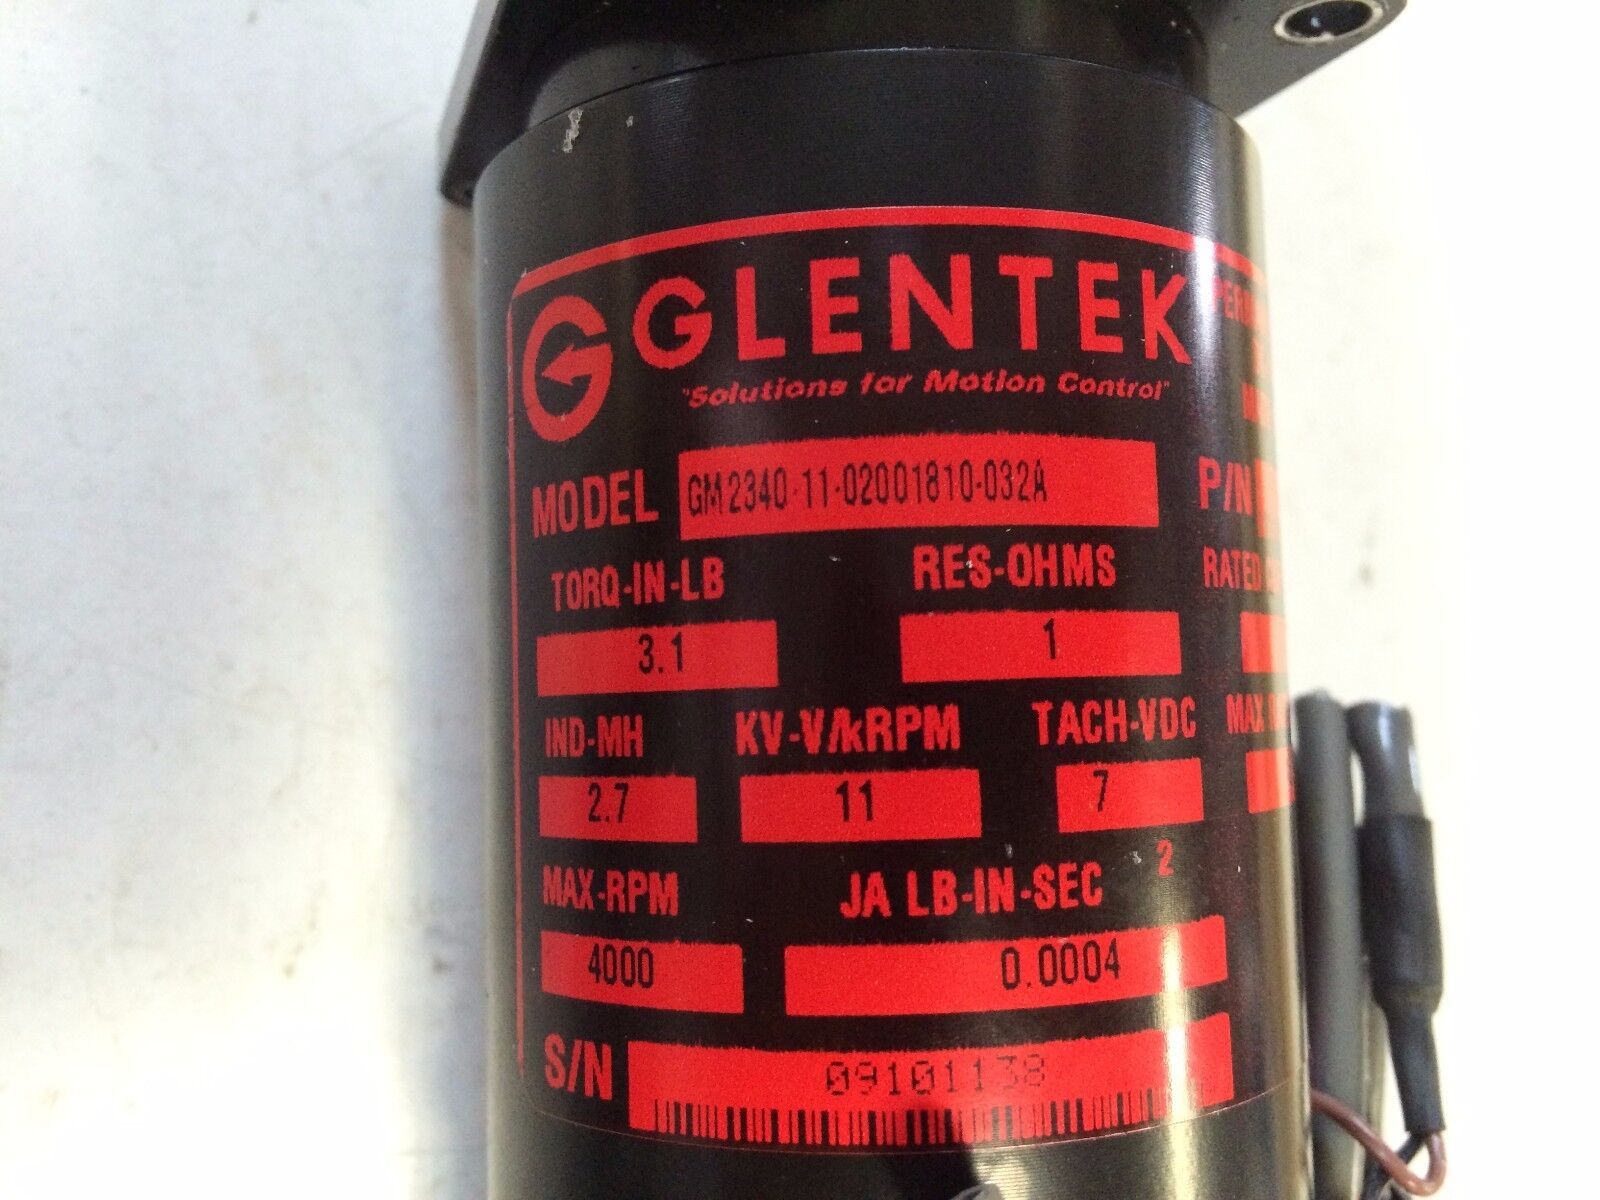 GLENTEK
"Solutions for Motion Control"
MODEL GM2340-11-02001810-032A P/N
TORQ-IN-LB RES-OHMS RATED
3.1 1
IND-MH KV-V/kRPM TACH-VDC MAX
2.7 11 7
MAX-RPM JA LB-IN-SEC 2
4000 0.0004
S/N 09101138